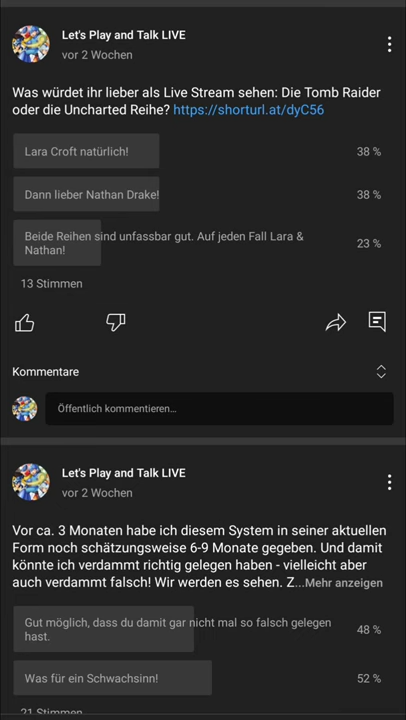 Let's Play and Talk LIVE
vor 2 Wochen
Was würdet ihr lieber als Live Stream sehen: Die Tomb Raider
oder die Uncharted Reihe? https://shorturl.at/dyC56
Lara Croft natürlich! 38 %
Dann lieber Nathan Drake! 38 %
Beide Reihen sind unfassbar gut. Auf jeden Fall Lara &
Nathan! 23 %
13 Stimmen
Kommentare
Öffentlich kommentieren...
Let's Play and Talk LIVE
vor 2 Wochen
Vor ca. 3 Monaten habe ich diesem System in seiner aktuellen
Form noch schätzungsweise 6-9 Monate gegeben. Und damit
könnte ich verdammt richtig gelegen haben - vielleicht aber
auch verdammt falsch! Wir werden es sehen. Z...Mehr anzeigen
Gut möglich, dass du damit gar nicht mal so falsch gelegen
hast. 48 %
Was für ein Schwachsinn! 52 %
21 Stimmen